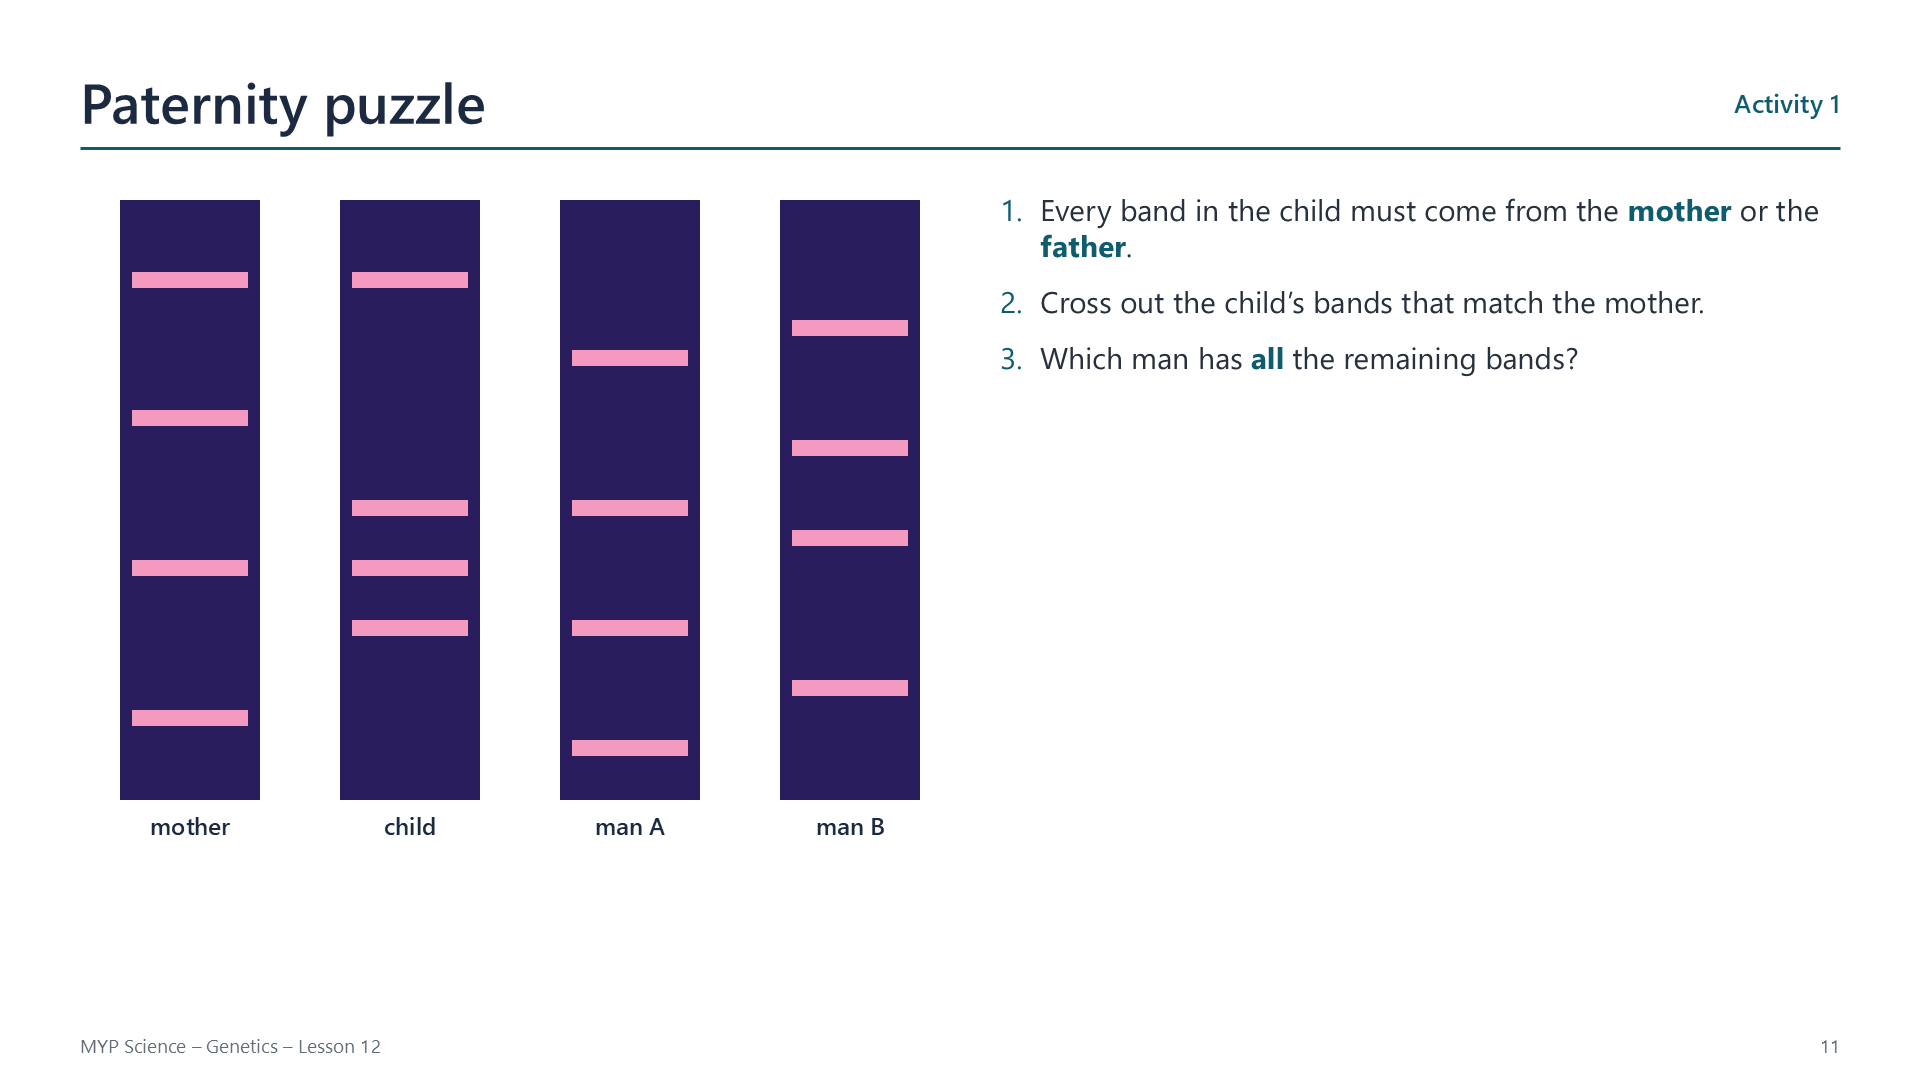 Paternity puzzle
Activity 1
1. Every band in the child must come from the mother or the
father.
2. Cross out the child’s bands that match the mother.
3. Which man has all the remaining bands?
mother
child
man A
man B
MYP Science – Genetics – Lesson 12
11